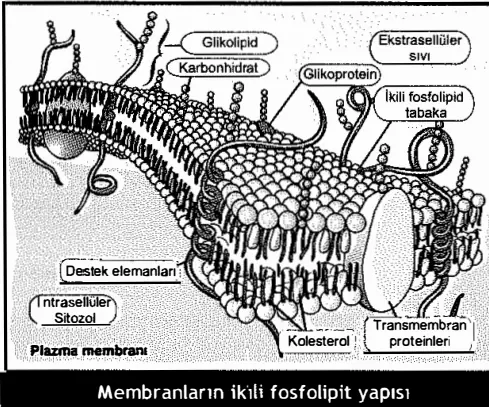 Glikolipid
Karbonhidrat
Glikoprotein
Ekstrasellüler
sıvı
İkili fosfolipid
tabaka
Destek elemanları
İntrasellüler
Sitozol
Plazma membranı
Kolesterol
Transmembran
proteinleri
Membranların ikili fosfolipit yapısı